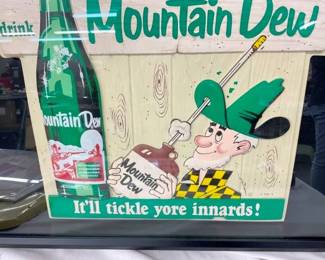 drink
Mountain Dew
Mountain Dew
Mountain
Dew
It'll tickle yore innards!